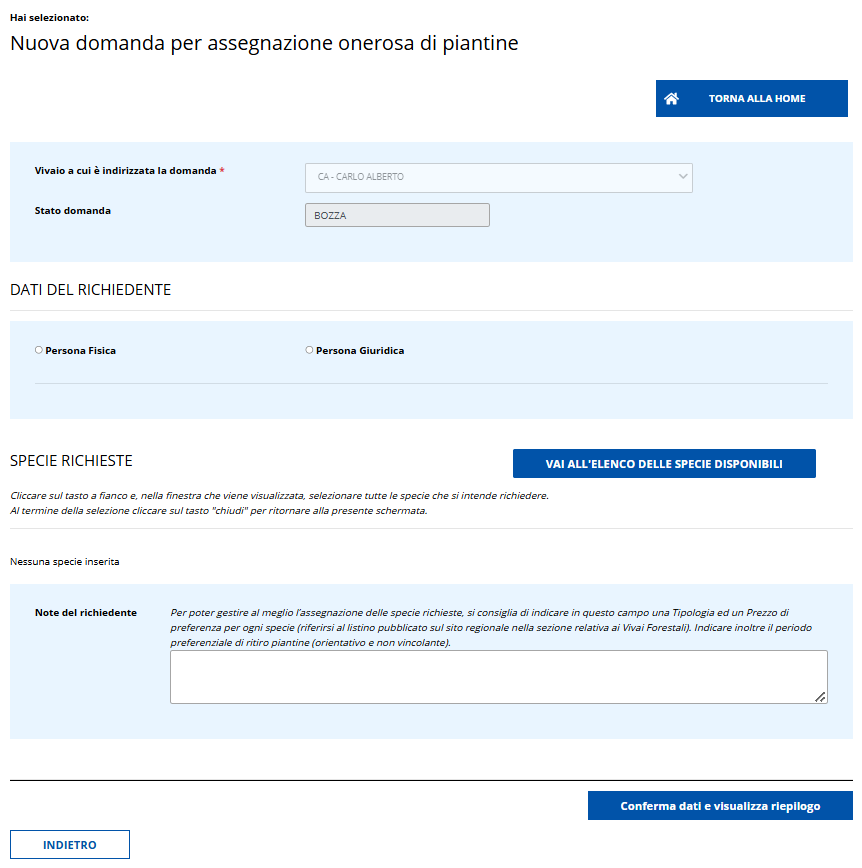 Hai selezionato:
Nuova domanda per assegnazione onerosa di piantine
TORNA ALLA HOME
Vivaio a cui è indirizzata la domanda *
CA - CARLO ALBERTO
Stato domanda
BOZZA
DATI DEL RICHIEDENTE
Persona Fisica
Persona Giuridica
SPECIE RICHIESTE
VAI ALL'ELENCO DELLE SPECIE DISPONIBILI
Cliccare sul tasto a fianco e, nella finestra che viene visualizzata, selezionare tutte le specie che si intende richiedere.
Al termine della selezione cliccare sul tasto "chiudi" per ritornare alla presente schermata.
Nessuna specie inserita
Note del richiedente
Per poter gestire al meglio l'assegnazione delle specie richieste, si consiglia di indicare in questo campo una Tipologia ed un Prezzo di
preferenza per ogni specie (riferirsi al listino pubblicato sul sito regionale nella sezione relativa ai Vivai Forestali). Indicare inoltre il periodo
preferenziale di ritiro piantine (orientativo e non vincolante).
Conferma dati e visualizza riepilogo
INDIETRO